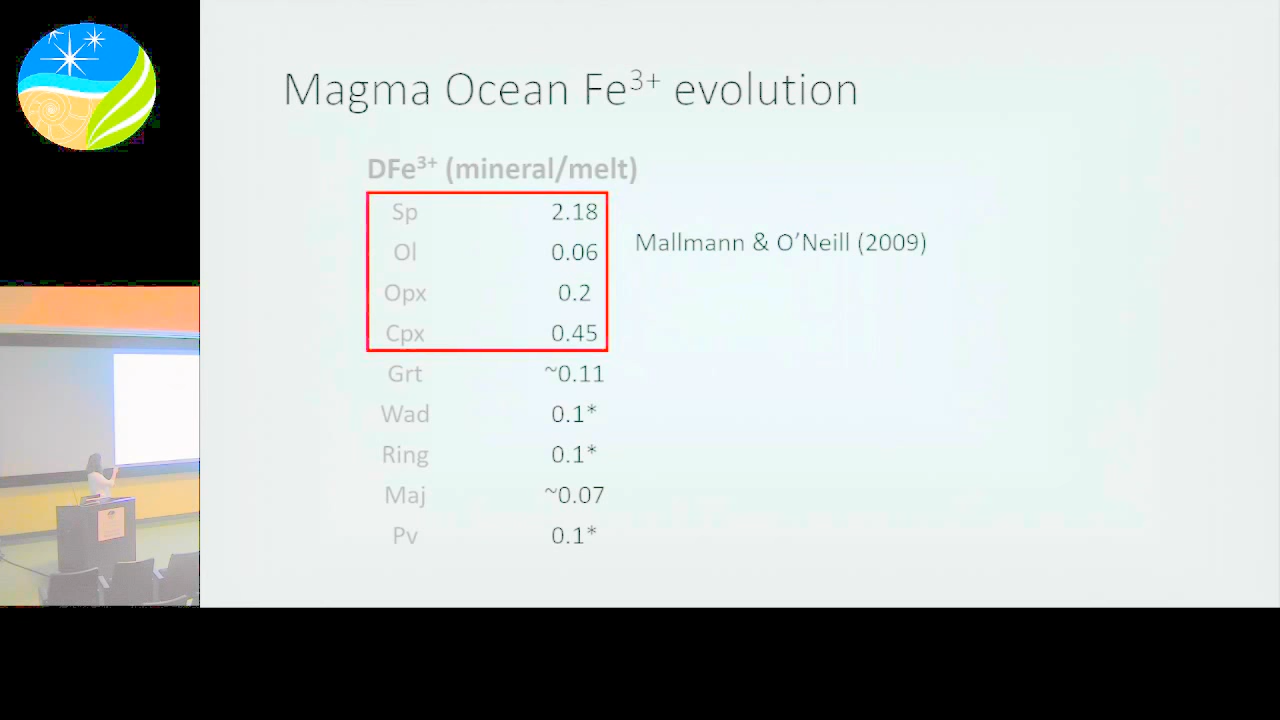 Magma Ocean Fe³⁺ evolution
DFe³⁺ (mineral/melt)
Sp 2.18
Mallmann & O’Neill (2009)
Ol 0.06
Opx 0.2
Cpx 0.45
Grt ~0.11
Wad 0.1*
Ring 0.1*
Maj ~0.07
Pv 0.1*